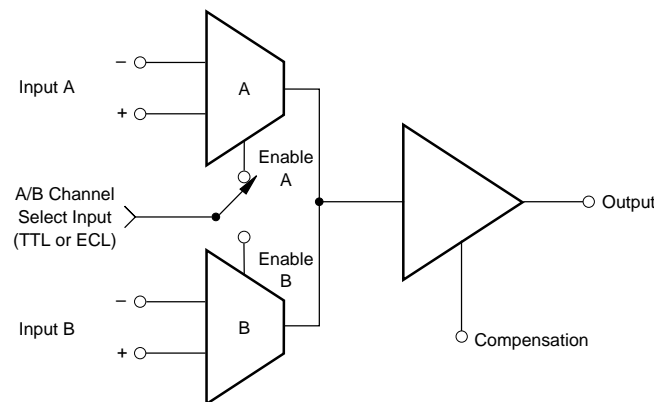 –
Input A
A
+
Enable
A
A/B Channel
Select Input
(TTL or ECL)
Output
Enable
B
–
Input B
B
+
Compensation